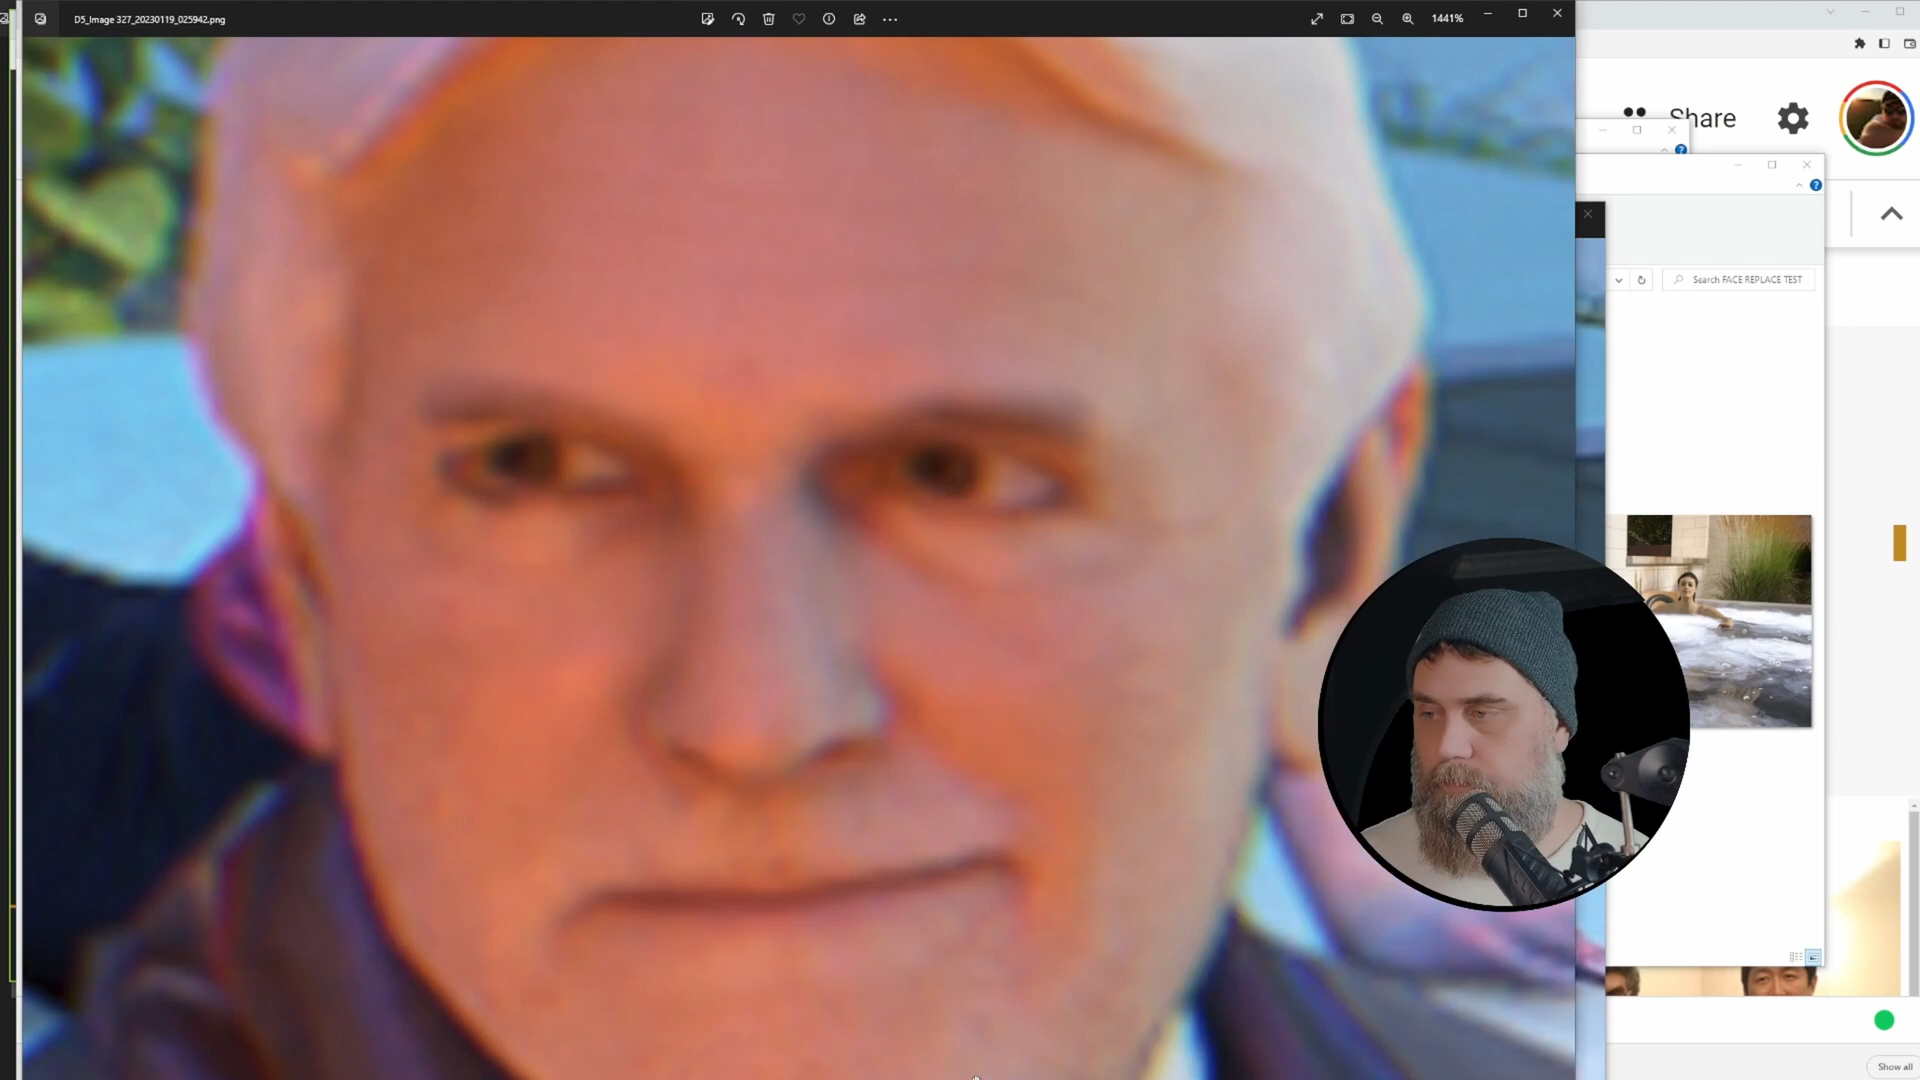 D5_Image 327_20230119_025942.png
1441%
Share
Search FACE REPLACE TEST
Show all